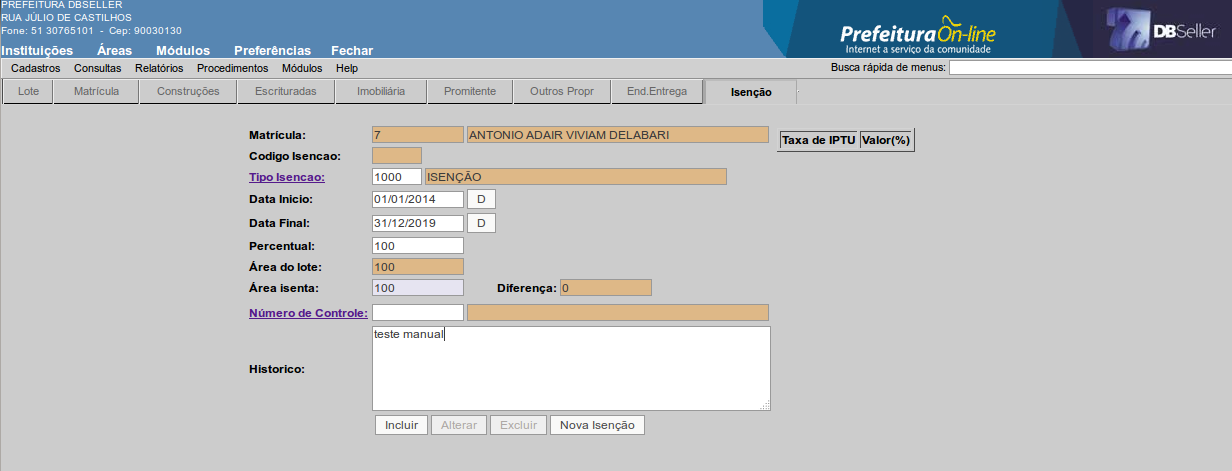 PREFEITURA DBSELLER
RUA JÚLIO DE CASTILHOS
Fone: 51 30765101 - Cep: 90030130
Prefeitura On-line
Internet a serviço da comunidade
DBSeller
Instituições Áreas Módulos Preferências Fechar
Cadastros Consultas Relatórios Procedimentos Módulos Help Busca rápida de menus:
Lote Matrícula Construções Escrituradas Imobiliária Promitente Outros Propr End.Entrega Isenção
Matrícula: 7 ANTONIO ADAIR VIVIAM DELABARI Taxa de IPTU Valor(%)
Codigo Isencao:
Tipo Isencao: 1000 ISENÇÃO
Data Inicio: 01/01/2014 D
Data Final: 31/12/2019 D
Percentual: 100
Área do lote: 100
Área isenta: 100 Diferença: 0
Número de Controle:
teste manual
Historico:
Incluir Alterar Excluir Nova Isenção